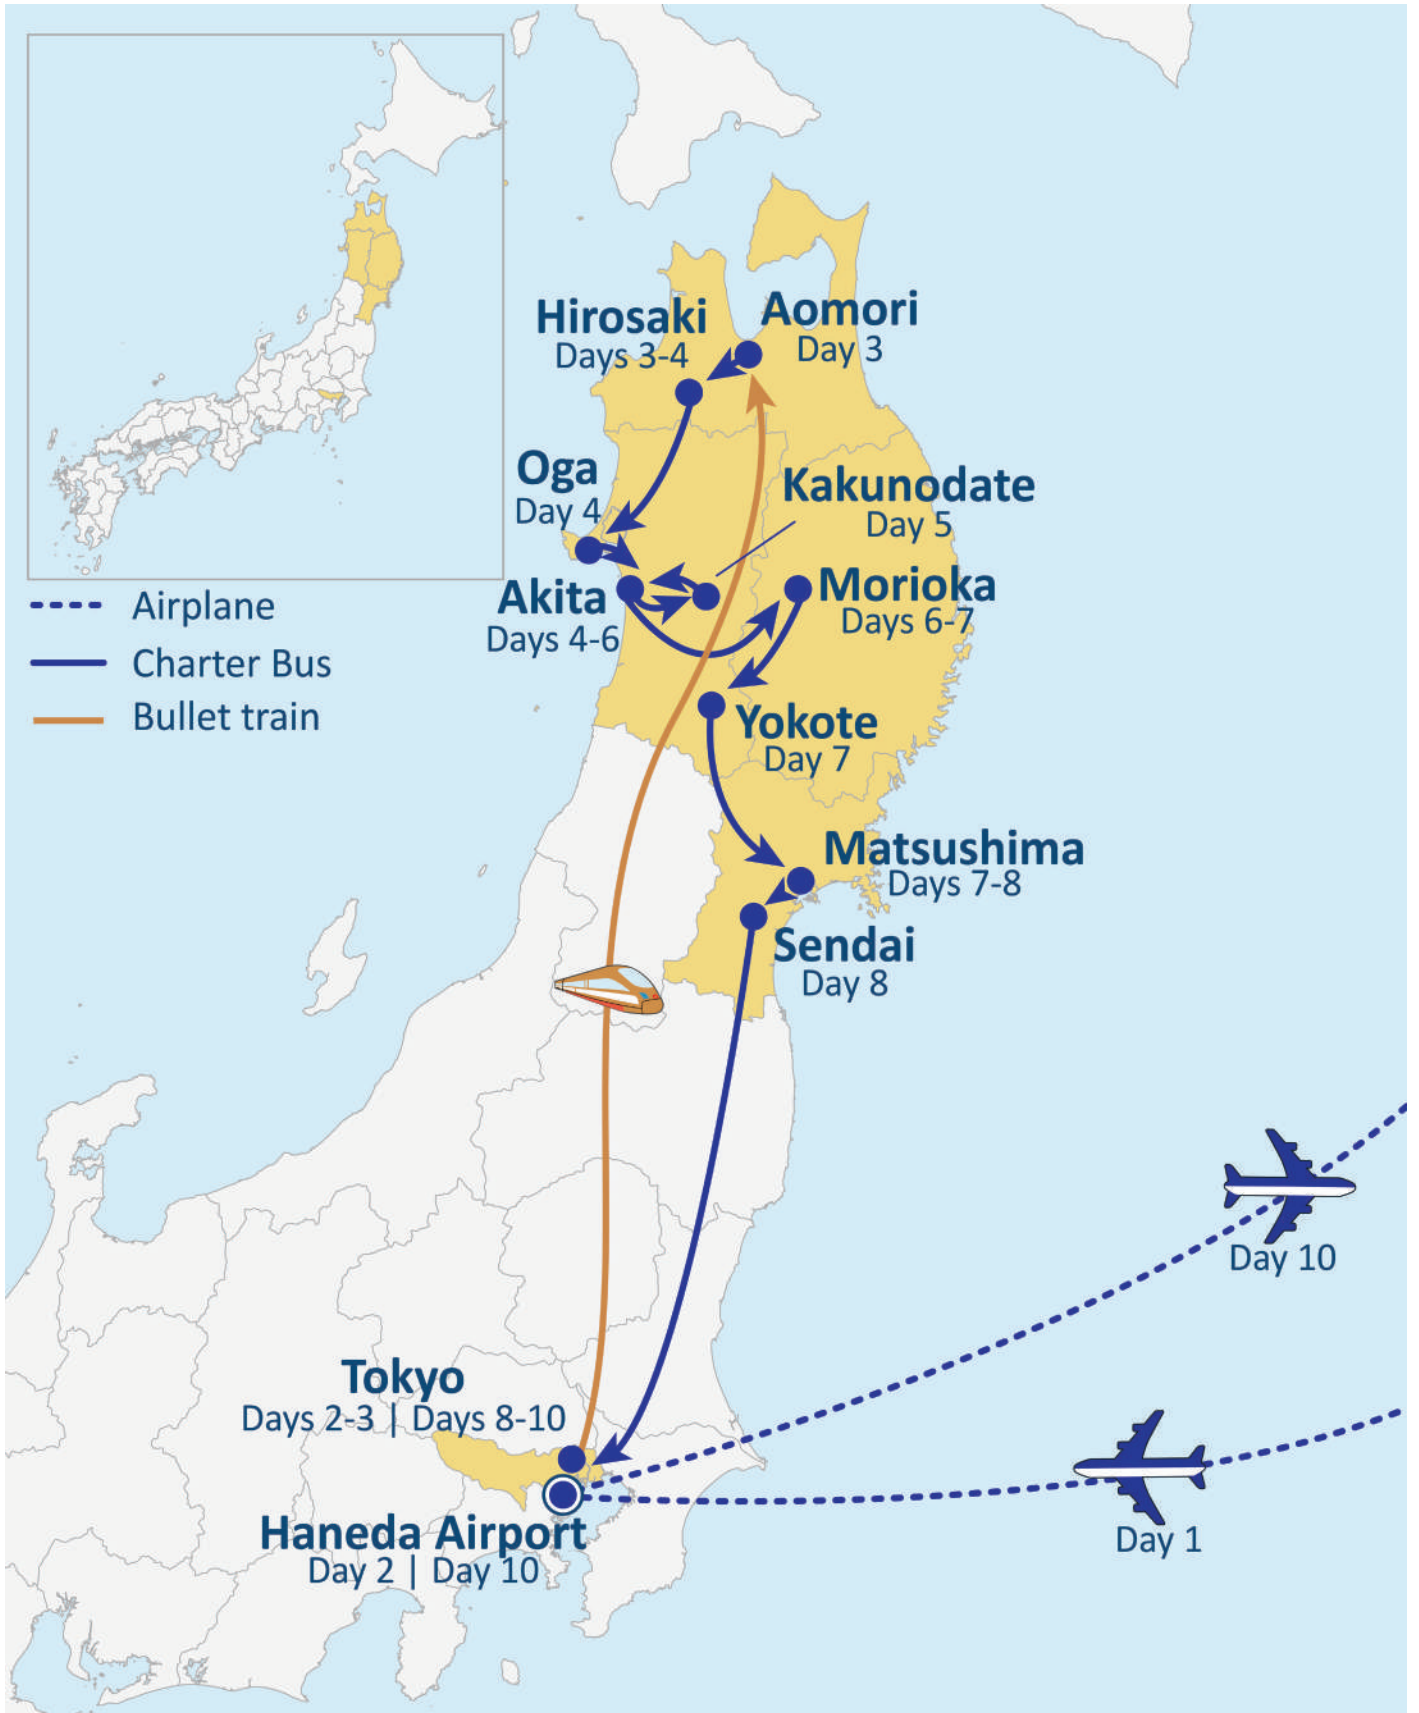 Hirosaki
Days 3-4
Aomori
Day 3
Oga
Day 4
Kakunodate
Day 5
Akita
Days 4-6
Morioka
Days 6-7
Airplane
Charter Bus
Bullet train
Yokote
Day 7
Matsushima
Days 7-8
Sendai
Day 8
Day 10
Tokyo
Days 2-3 | Days 8-10
Haneda Airport
Day 2 | Day 10
Day 1